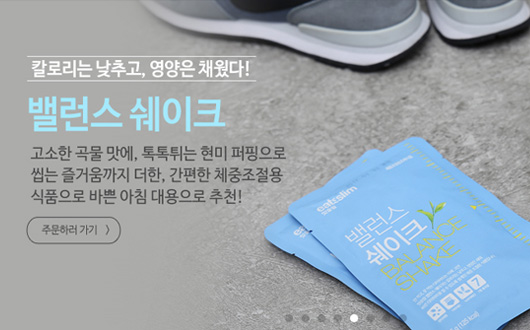 칼로리는 낮추고, 영양은 채웠다!
밸런스 쉐이크
고소한 곡물 맛에, 톡톡튀는 현미 퍼핑으로
씹는 즐거움까지 더한, 간편한 체중조절용
식품으로 바쁜 아침 대용으로 추천!
주문하러 가기 >
eatslim
밸런스
쉐이크
BALANCE
SHAKE